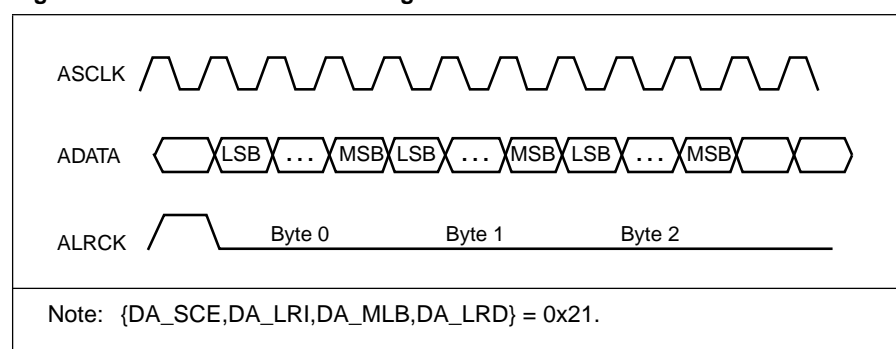 ASCLK
ADATA LSB ... MSB LSB ... MSB LSB ... MSB
ALRCK Byte 0 Byte 1 Byte 2
Note: {DA_SCE,DA_LRI,DA_MLB,DA_LRD} = 0x21.